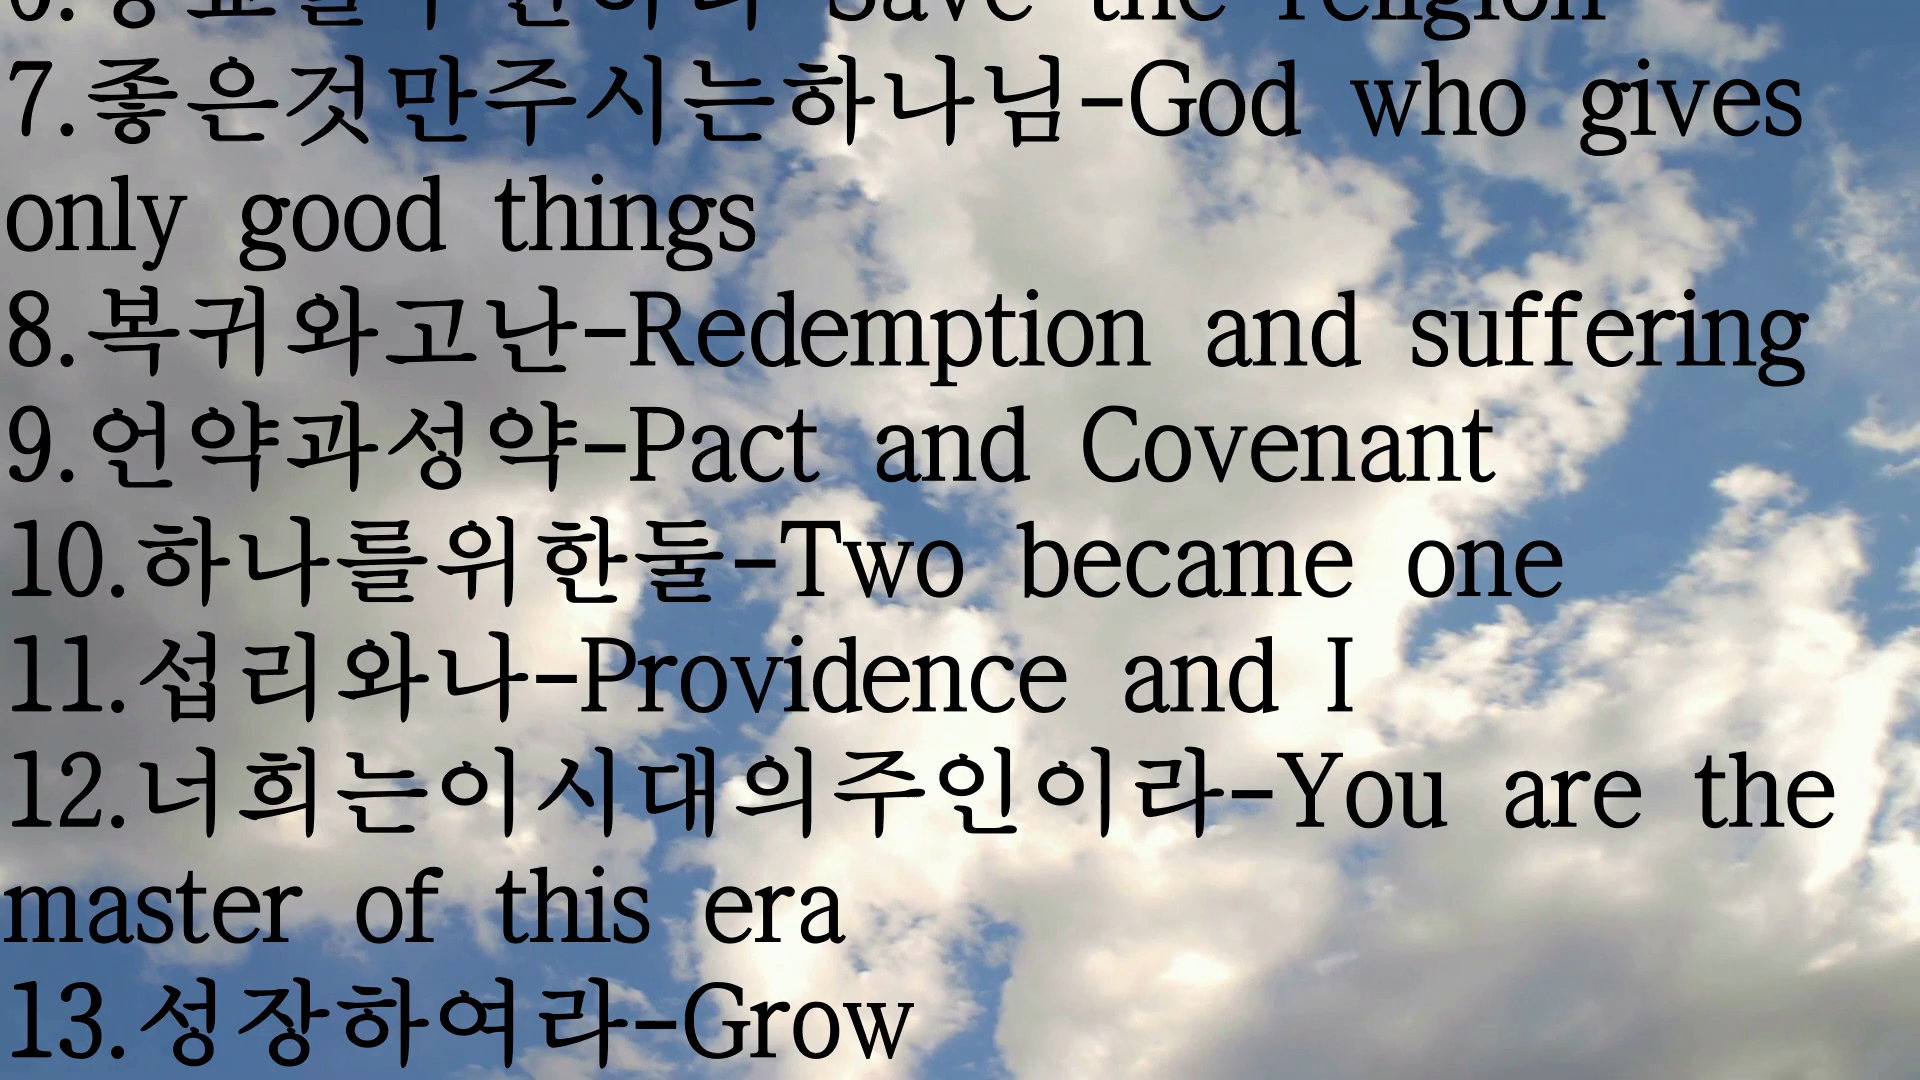 Save the religion
7.좋은것만주시는하나님-God who gives
only good things
8.복귀와고난-Redemption and suffering
9.언약과성약-Pact and Covenant
10.하나를위한둘-Two became one
11.섭리와나-Providence and I
12.너희는이시대의주인이라-You are the
master of this era
13.성장하여라-Grow